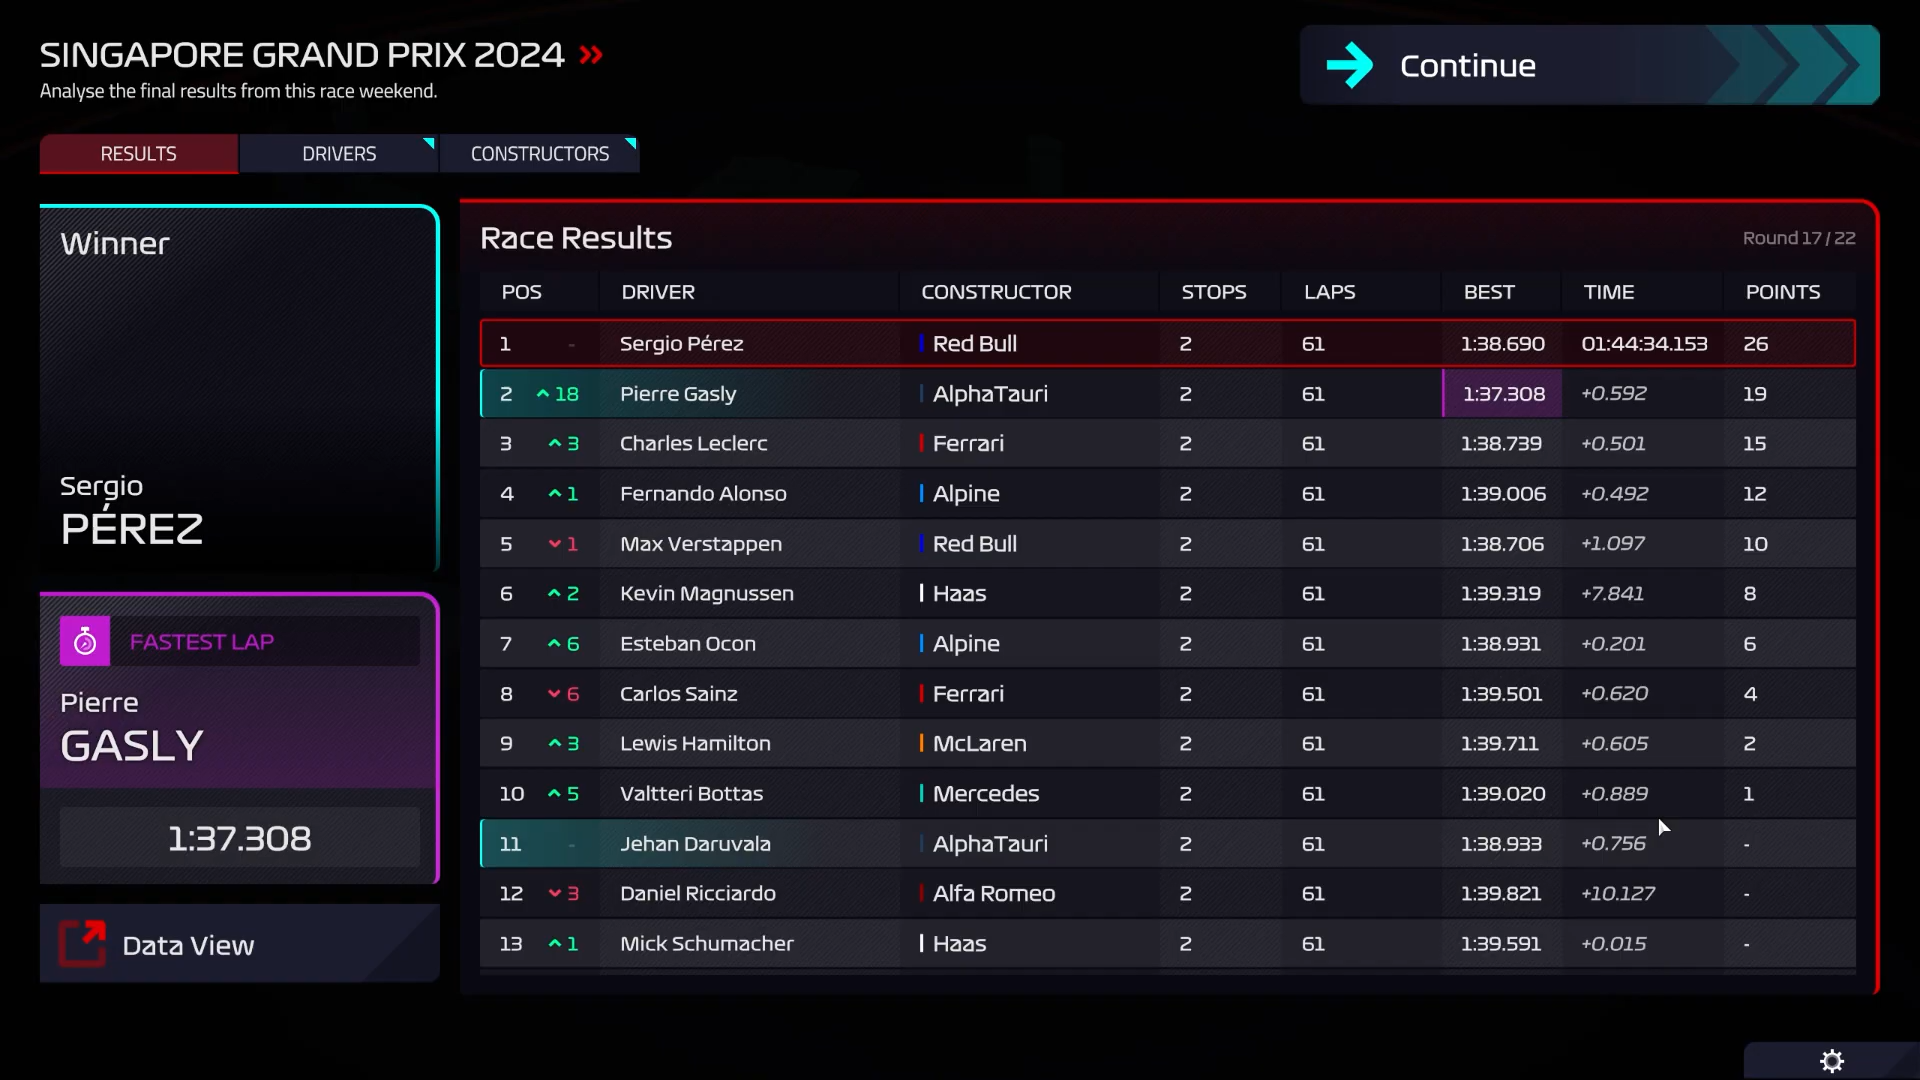 SINGAPORE GRAND PRIX 2024
Analyse the final results from this race weekend.
Continue
RESULTS DRIVERS CONSTRUCTORS
Winner
Sergio
PÉREZ
FASTEST LAP
Pierre
GASLY
1:37.308
Data View
Race Results Round 17 / 22
POS DRIVER CONSTRUCTOR STOPS LAPS BEST TIME POINTS
1 - Sergio Pérez Red Bull 2 61 1:38.690 01:44:34.153 26
2 18 Pierre Gasly AlphaTauri 2 61 1:37.308 +0.592 19
3 3 Charles Leclerc Ferrari 2 61 1:38.739 +0.501 15
4 1 Fernando Alonso Alpine 2 61 1:39.006 +0.492 12
5 1 Max Verstappen Red Bull 2 61 1:38.706 +1.097 10
6 2 Kevin Magnussen Haas 2 61 1:39.319 +7.841 8
7 6 Esteban Ocon Alpine 2 61 1:38.931 +0.201 6
8 6 Carlos Sainz Ferrari 2 61 1:39.501 +0.620 4
9 3 Lewis Hamilton McLaren 2 61 1:39.711 +0.605 2
10 5 Valtteri Bottas Mercedes 2 61 1:39.020 +0.889 1
11 - Jehan Daruvala AlphaTauri 2 61 1:38.933 +0.756 -
12 3 Daniel Ricciardo Alfa Romeo 2 61 1:39.821 +10.127 -
13 1 Mick Schumacher Haas 2 61 1:39.591 +0.015 -